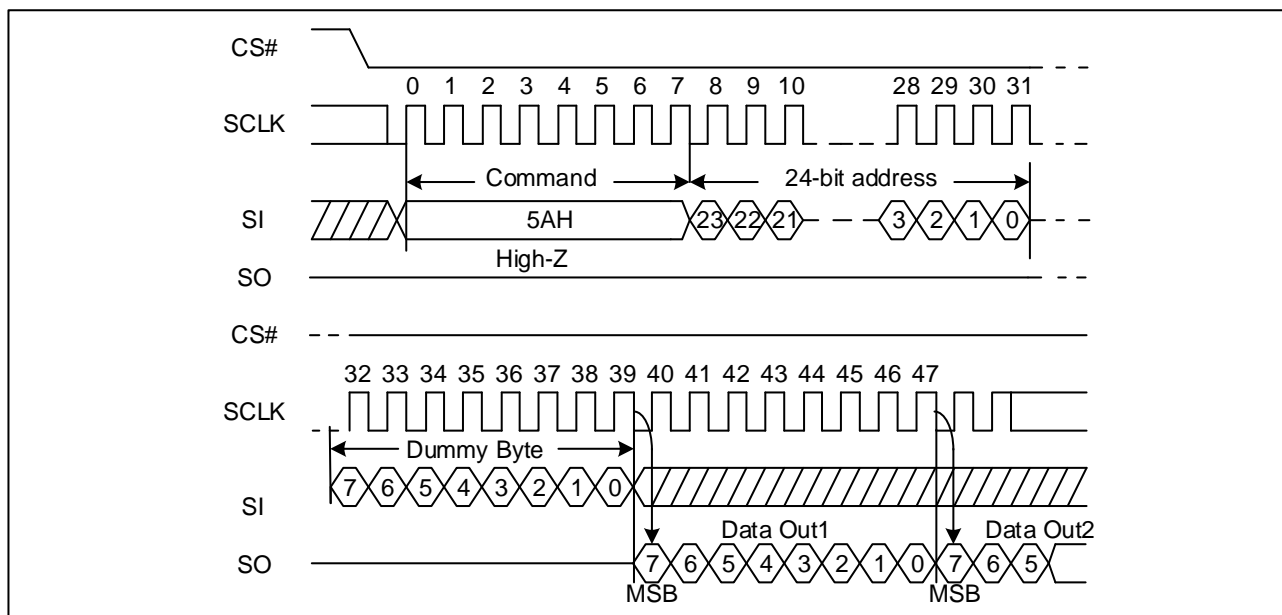 CS#
0 1 2 3 4 5 6 7 8 9 10 28 29 30 31
SCLK
Command 24-bit address
SI 5AH 23 22 21 3 2 1 0
High-Z
SO
CS#
32 33 34 35 36 37 38 39 40 41 42 43 44 45 46 47
SCLK
Dummy Byte
SI 7 6 5 4 3 2 1 0
Data Out1 Data Out2
SO 7 6 5 4 3 2 1 0 7 6 5
MSB MSB